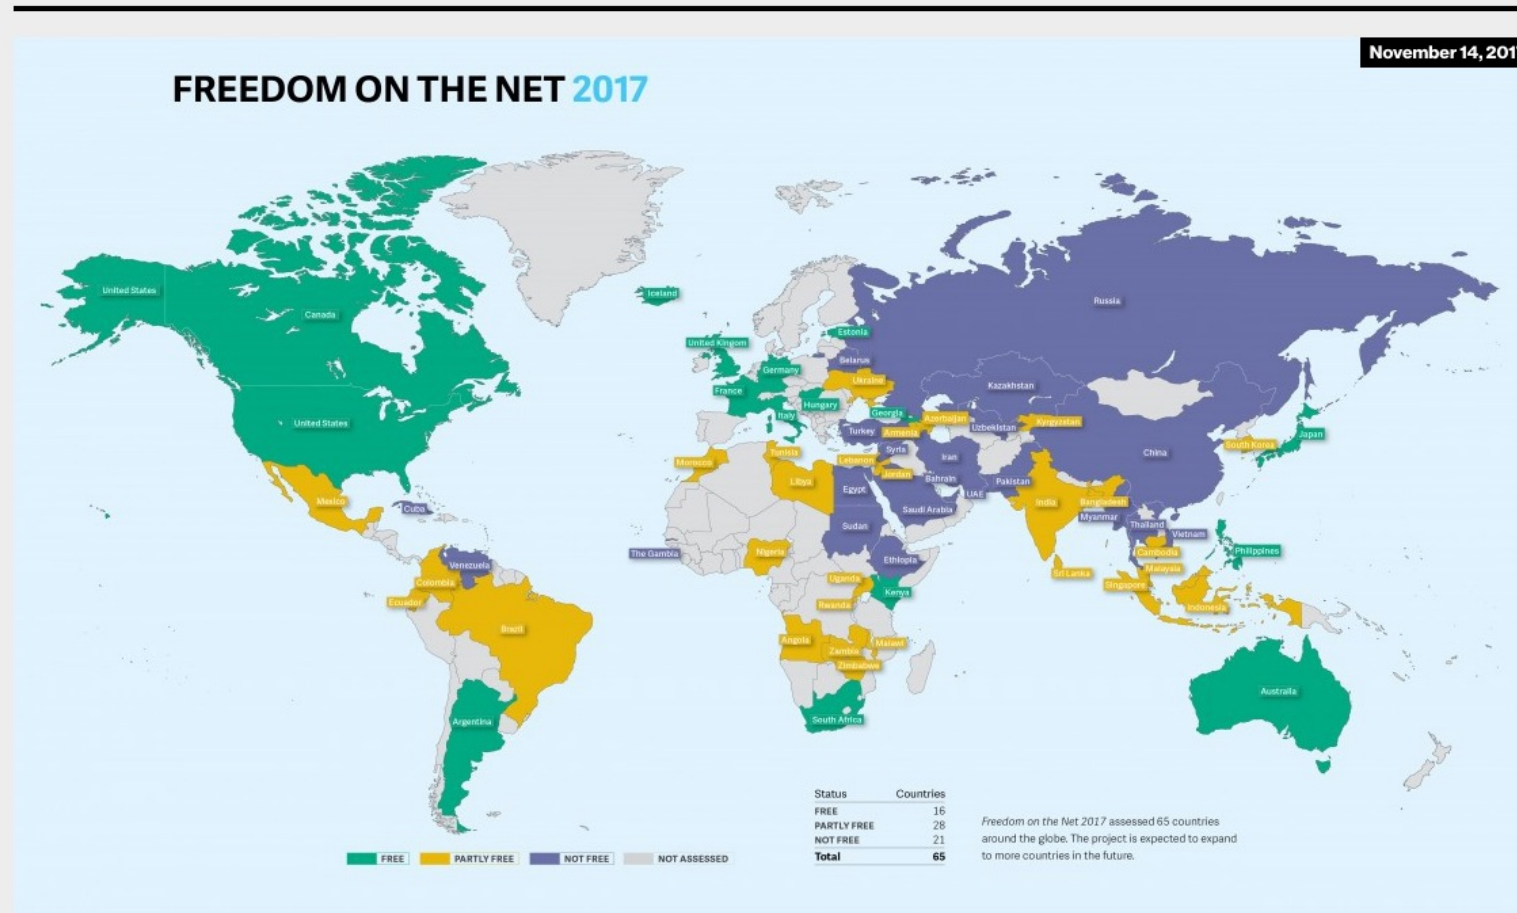 November 14, 201
FREEDOM ON THE NET 2017
United States
Canada
Iceland
Russia
United Kingom
Estonia
Belarus
Germany
Ukraine
France
Hungary
Kazakhstan
Italy
Georgia
Azerbaijan
Uzbekistan
Kyrgyzstan
United States
Turkey
Armenia
South Korea
Japan
Morocco
Tunisia
Syria
Lebanon
Iran
China
Jordan
Libya
Bahrain
Pakistan
Mexico
Egypt
UAE
India
Bangladesh
Cuba
Saudi Arabia
Myanmar
Sudan
Thailand
Vietnam
The Gambia
Nigeria
Ethiopia
Cambodia
Philippines
Venezuela
Sri Lanka
Malaysia
Colombia
Uganda
Kenya
Singapore
Ecuador
Rwanda
Indonesia
Brazil
Angola
Malawi
Zambia
Zimbabwe
Argentina
South Africa
Australia
Status Countries
FREE 16
PARTLY FREE 28
NOT FREE 21
Total 65
Freedom on the Net 2017 assessed 65 countries
around the globe. The project is expected to expand
to more countries in the future.
FREE PARTLY FREE NOT FREE NOT ASSESSED